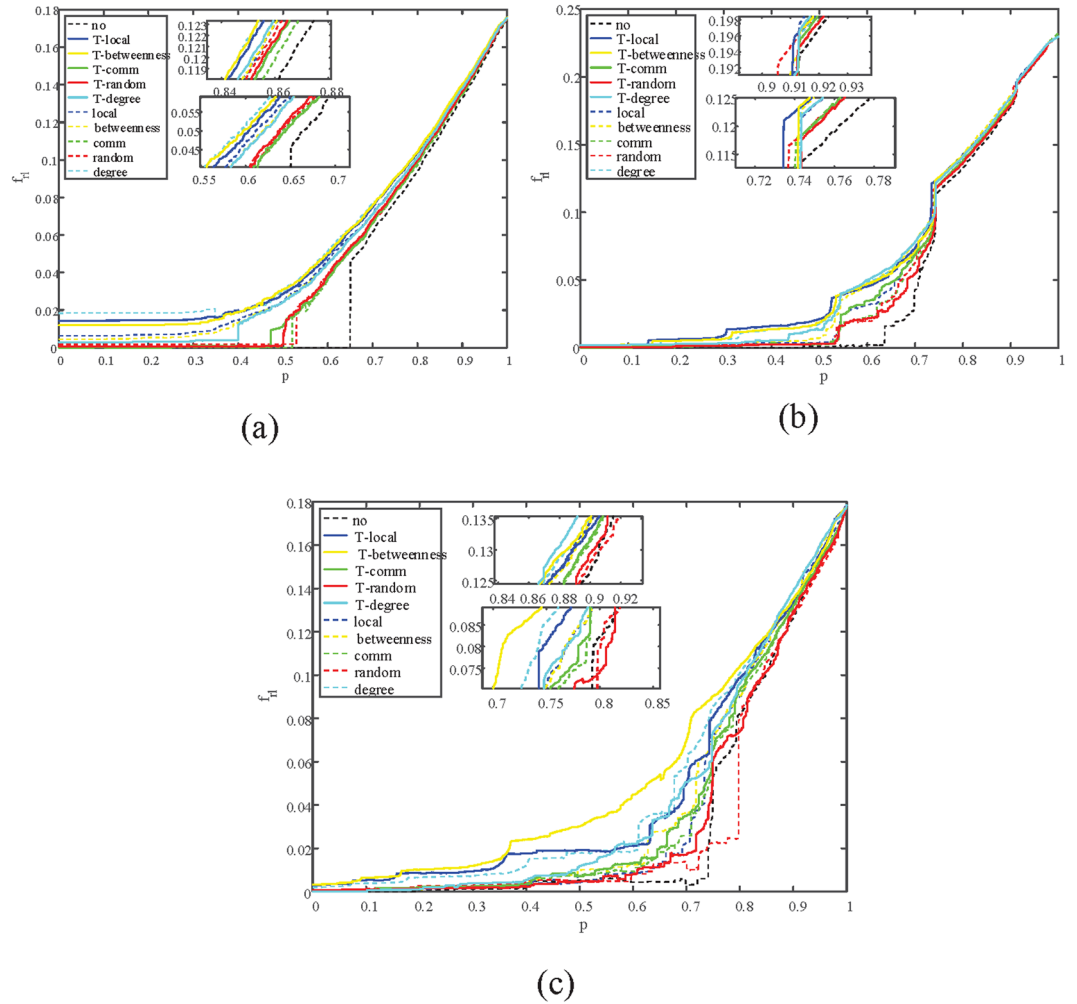 0.18
0.16
0.14
0.12
0.1
0.08
0.06
0.04
0.02
0
f_rl
no
T-local
T-betweenness
T-comm
T-random
T-degree
local
betweenness
comm
random
degree
0.123
0.122
0.121
0.119
0.84 0.86 0.88
0.055
0.05
0.045
0.55 0.6 0.65 0.7
0 0.1 0.2 0.3 0.4 0.5 0.6 0.7 0.8 0.9 1
p
(a)
0.25
0.2
0.15
0.1
0.05
0
f_rl
no
T-local
T-betweenness
T-comm
T-random
T-degree
local
betweenness
comm
random
degree
0.198
0.196
0.194
0.192
0.9 0.91 0.92 0.93
0.125
0.12
0.115
0.72 0.74 0.76 0.78
0 0.1 0.2 0.3 0.4 0.5 0.6 0.7 0.8 0.9 1
p
(b)
0.18
0.16
0.14
0.12
0.1
0.08
0.06
0.04
0.02
0
f_rl
no
T-local
T-betweenness
T-comm
T-random
T-degree
local
betweenness
comm
random
degree
0.135
0.13
0.125
0.84 0.86 0.88 0.9 0.92
0.085
0.08
0.075
0.7 0.75 0.8 0.85
0 0.1 0.2 0.3 0.4 0.5 0.6 0.7 0.8 0.9 1
p
(c)